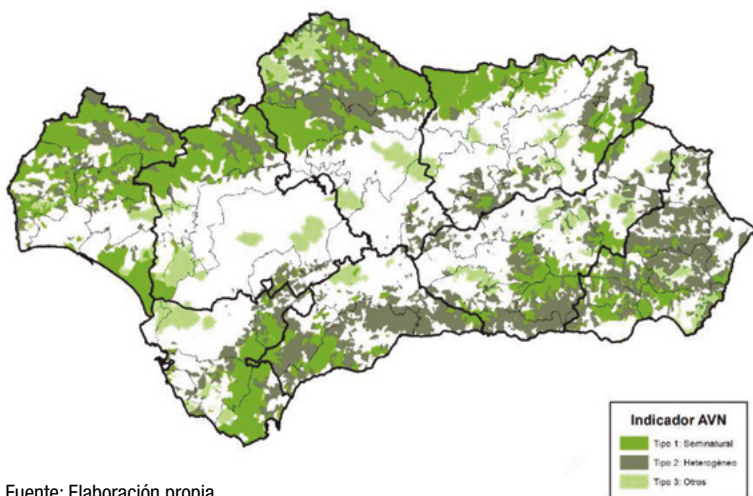 Indicador AVN
Tipo 1: Seminatural
Tipo 2: Heterogéneo
Tipo 3: Otros
Fuente: Elaboración propia